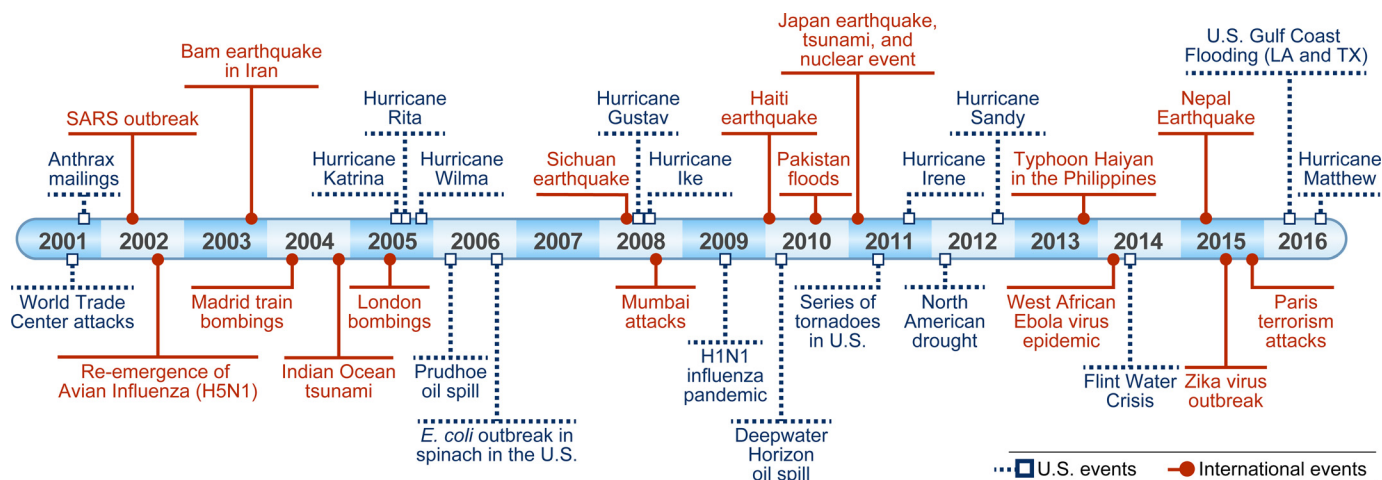 Bam earthquake
in Iran
SARS outbreak
Anthrax
mailings
Hurricane
Rita
Hurricane
Katrina
Hurricane
Wilma
Sichuan
earthquake
Hurricane
Gustav
Hurricane
Ike
Haiti
earthquake
Pakistan
floods
Japan earthquake,
tsunami, and
nuclear event
Hurricane
Irene
Hurricane
Sandy
Typhoon Haiyan
in the Philippines
Nepal
Earthquake
U.S. Gulf Coast
Flooding (LA and TX)
Hurricane
Matthew
2001 2002 2003 2004 2005 2006 2007 2008 2009 2010 2011 2012 2013 2014 2015 2016
World Trade
Center attacks
Re-emergence of
Avian Influenza (H5N1)
Madrid train
bombings
Indian Ocean
tsunami
London
bombings
Prudhoe
oil spill
E. coli outbreak in
spinach in the U.S.
Mumbai
attacks
H1N1
influenza
pandemic
Deepwater
Horizon
oil spill
Series of
tornadoes
in U.S.
North
American
drought
West African
Ebola virus
epidemic
Flint Water
Crisis
Zika virus
outbreak
Paris
terrorism
attacks
U.S. events
International events